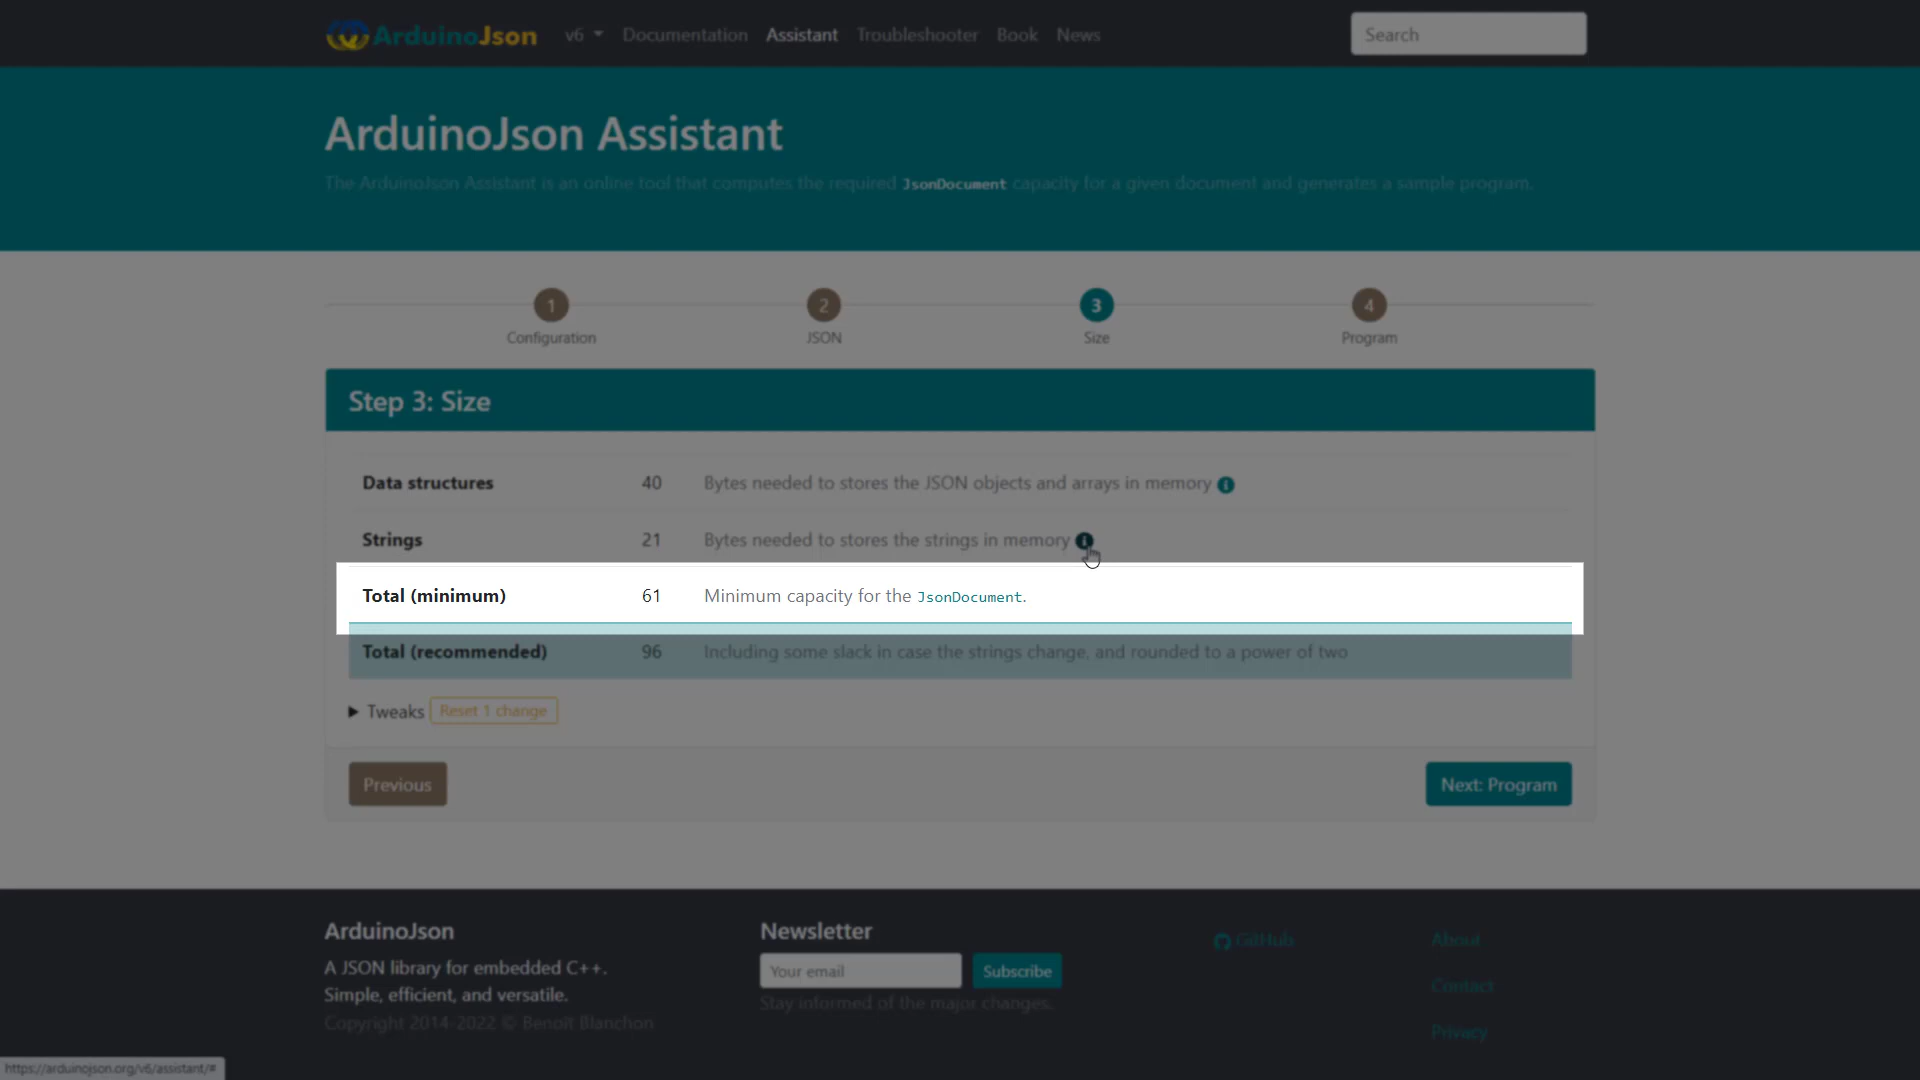 ArduinoJson v6 Documentation Assistant Troubleshooter Book News Search
ArduinoJson Assistant
The ArduinoJson Assistant is an online tool that computes the required JsonDocument capacity for a given document and generates a sample program.
1 2 3 4
Configuration JSON Size Program
Step 3: Size
Data structures 40 Bytes needed to stores the JSON objects and arrays in memory
Strings 21 Bytes needed to stores the strings in memory
Total (minimum) 61 Minimum capacity for the JsonDocument.
Total (recommended) 96 Including some slack in case the strings change, and rounded to a power of two
Tweaks Reset 1 change
Previous Next: Program
ArduinoJson
A JSON library for embedded C++.
Simple, efficient, and versatile.
Copyright 2014-2022 © Benoît Blanchon
Newsletter
Your email Subscribe
Stay informed of the major changes.
GitHub
About
Contact
Privacy
https://arduinojson.org/v6/assistant/#